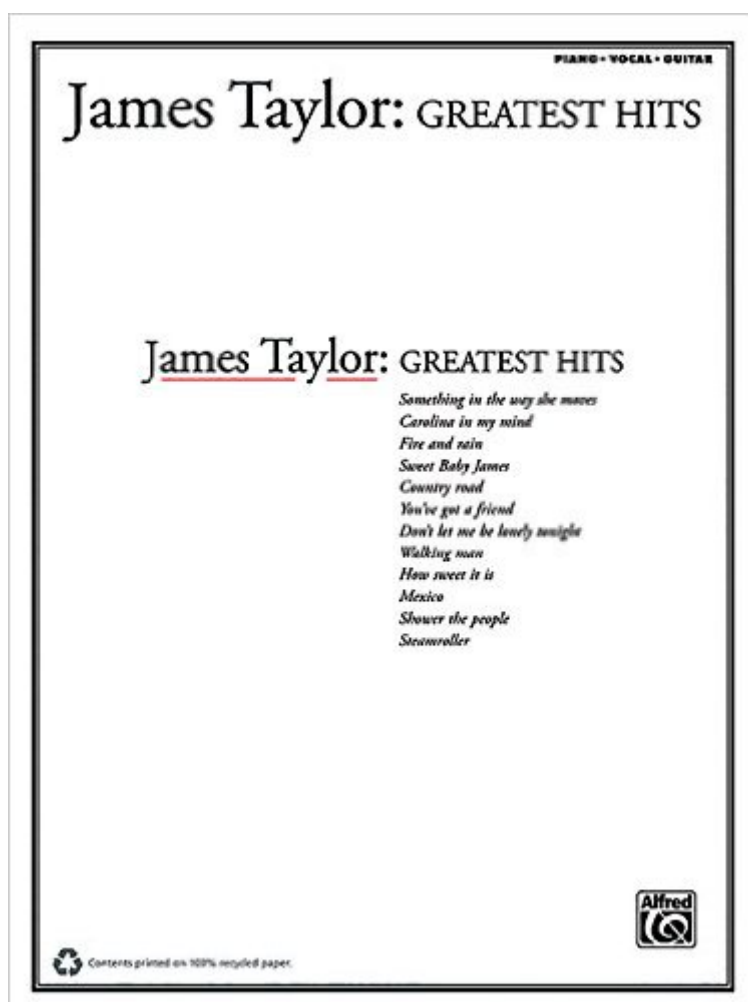 PIANO • VOCAL • GUITAR
James Taylor: GREATEST HITS
James Taylor: GREATEST HITS
Something in the way she moves
Carolina in my mind
Fire and rain
Sweet Baby James
Country road
You've got a friend
Don't let me be lonely tonight
Walking man
How sweet it is
Mexico
Shower the people
Steamroller
Alfred
Contents printed on 100% recycled paper.